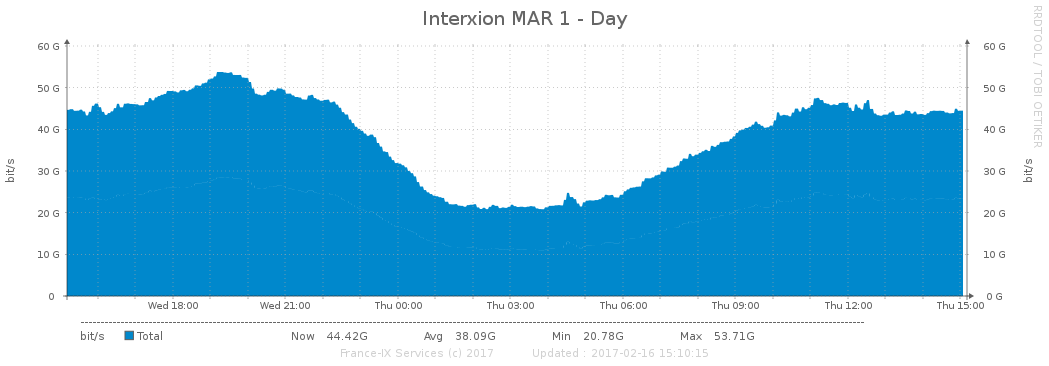 Interxion MAR 1 - Day
RRDTOOL / TOBI OETIKER
60 G 60 G
50 G 50 G
40 G 40 G
30 G 30 G
20 G 20 G
10 G 10 G
0 0 G
bit/s bit/s
Wed 18:00 Wed 21:00 Thu 00:00 Thu 03:00 Thu 06:00 Thu 09:00 Thu 12:00 Thu 15:00
bit/s Total Now 44.42G Avg 38.09G Min 20.78G Max 53.71G
France-IX Services (c) 2017 Updated : 2017-02-16 15:10:15